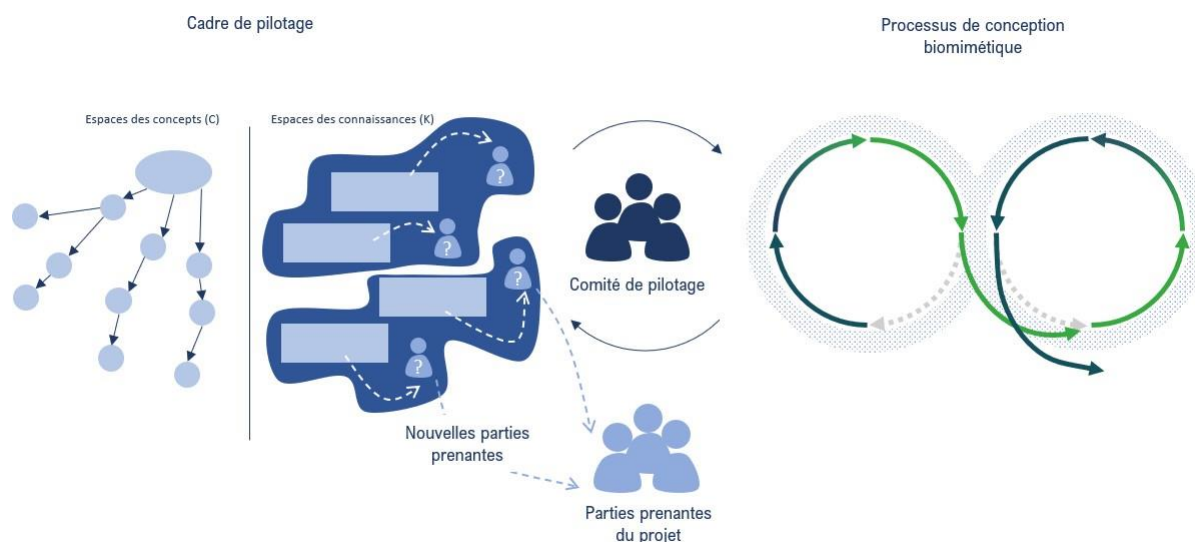 Cadre de pilotage
Processus de conception
biomimétique
Espaces des concepts (C)
Espaces des connaissances (K)
?
?
?
?
Comité de pilotage
Nouvelles parties
prenantes
Parties prenantes
du projet